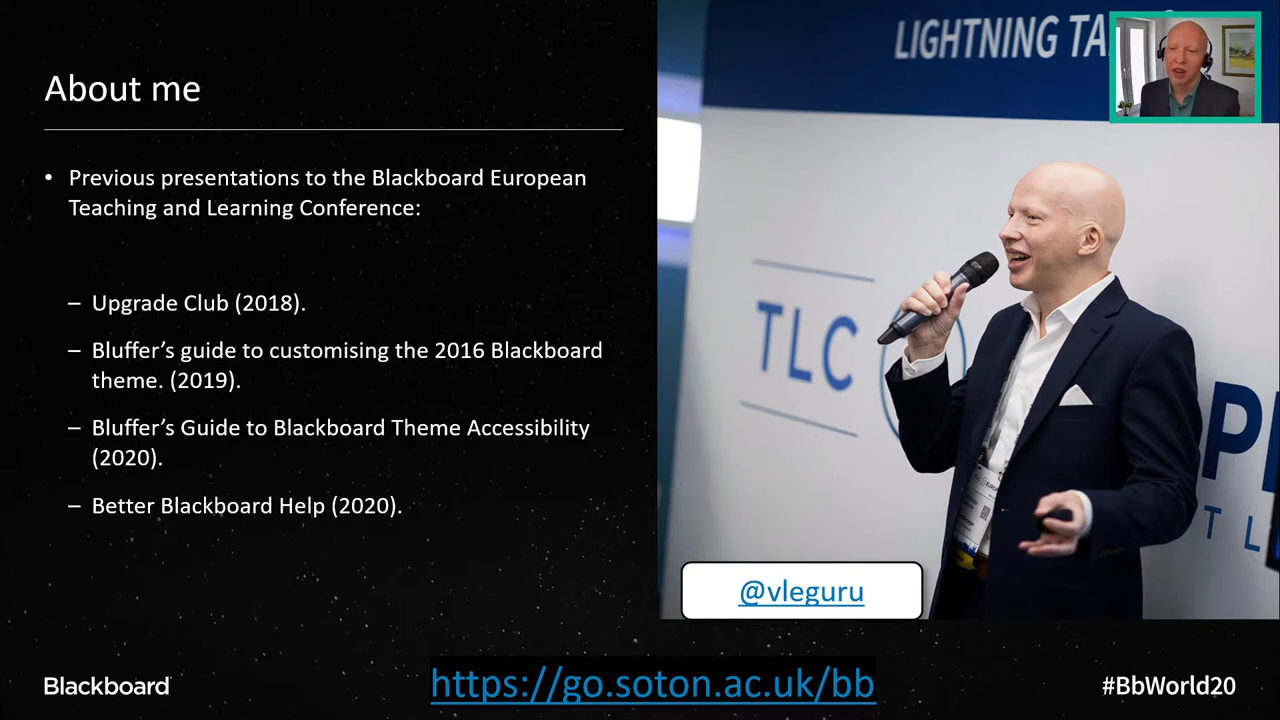 About me
• Previous presentations to the Blackboard European
Teaching and Learning Conference:
– Upgrade Club (2018).
– Bluffer’s guide to customising the 2016 Blackboard
theme. (2019).
– Bluffer’s Guide to Blackboard Theme Accessibility
(2020).
– Better Blackboard Help (2020).
LIGHTNING TA
TLC
TL
@vleguru
Blackboard
https://go.soton.ac.uk/bb
#BbWorld20